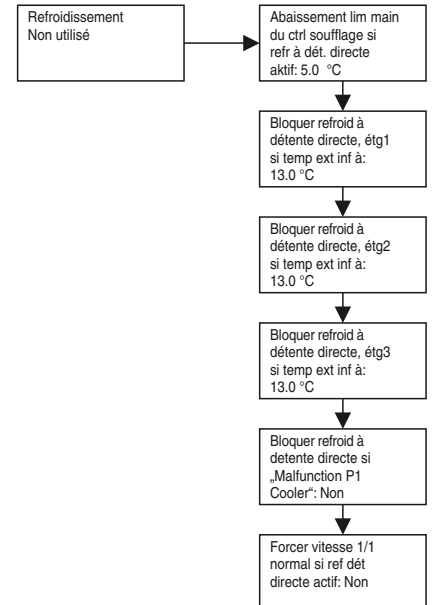 Refroidissement
Non utilisé
Abaissement lim main
du ctrl soufflage si
refr à dét. directe
aktif: 5.0 °C
Bloquer refroid à
détente directe, étg1
si temp ext inf à:
13.0 °C
Bloquer refroid à
détente directe, étg2
si temp ext inf à:
13.0 °C
Bloquer refroid à
détente directe, étg3
si temp ext inf à:
13.0 °C
Bloquer refroid à
detente directe si
„Malfunction P1
Cooler“: Non
Forcer vitesse 1/1
normal si ref dét
directe actif: Non